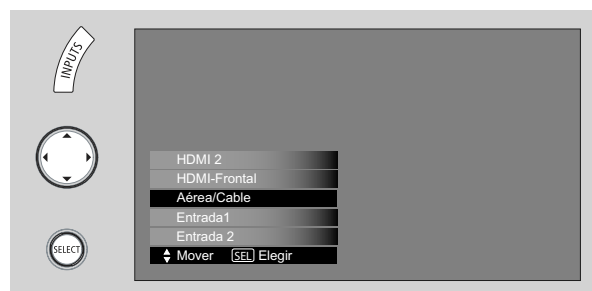 INPUTS
HDMI 2
HDMI-Frontal
Aérea/Cable
Entrada1
Entrada 2
Mover SEL Elegir
SELECT